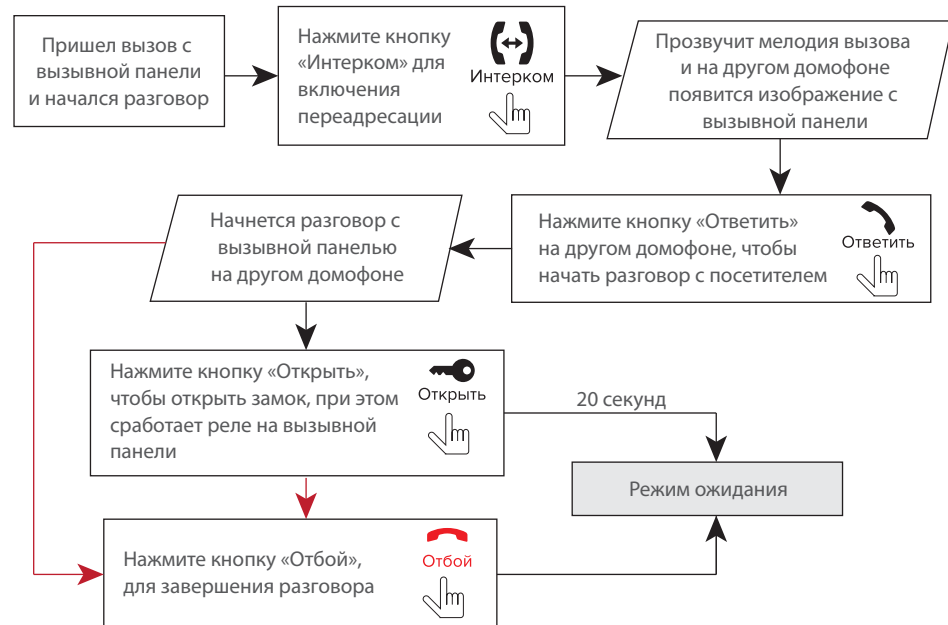 Пришел вызов с
вызывной панели
и начался разговор
Нажмите кнопку
«Интерком» для
включения
переадресации
Интерком
Прозвучит мелодия вызова
и на другом домофоне
появится изображение с
вызывной панели
Нажмите кнопку «Ответить»
на другом домофоне, чтобы
начать разговор с посетителем
Ответить
Начнется разговор с
вызывной панелью
на другом домофоне
Нажмите кнопку «Открыть»,
чтобы открыть замок, при этом
сработает реле на вызывной
панели
Открыть
20 секунд
Режим ожидания
Нажмите кнопку «Отбой»,
для завершения разговора
Отбой